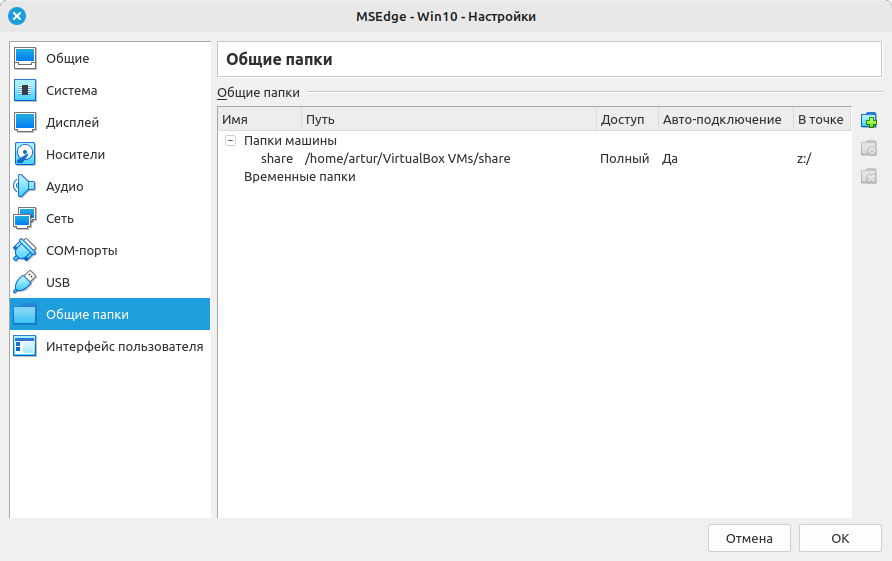 MSEdge - Win10 - Настройки
Общие
Система
Дисплей
Носители
Аудио
Сеть
COM-порты
USB
Общие папки
Интерфейс пользователя
Общие папки
Общие папки
Имя Путь Доступ Авто-подключение В точке
Папки машины
share /home/artur/VirtualBox VMs/share Полный Да z:/
Временные папки
Отмена OK